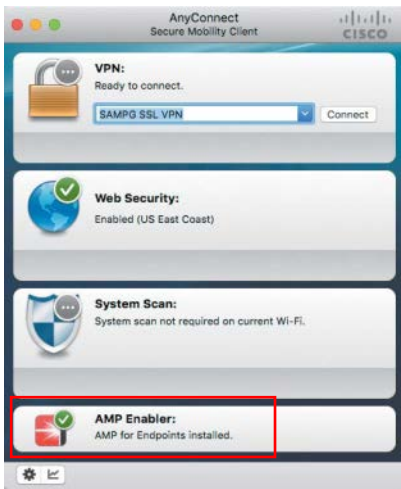 AnyConnect
Secure Mobility Client
CISCO
VPN:
Ready to connect.
SAMPG SSL VPN
Connect
Web Security:
Enabled (US East Coast)
System Scan:
System scan not required on current Wi-Fi.
AMP Enabler:
AMP for Endpoints installed.